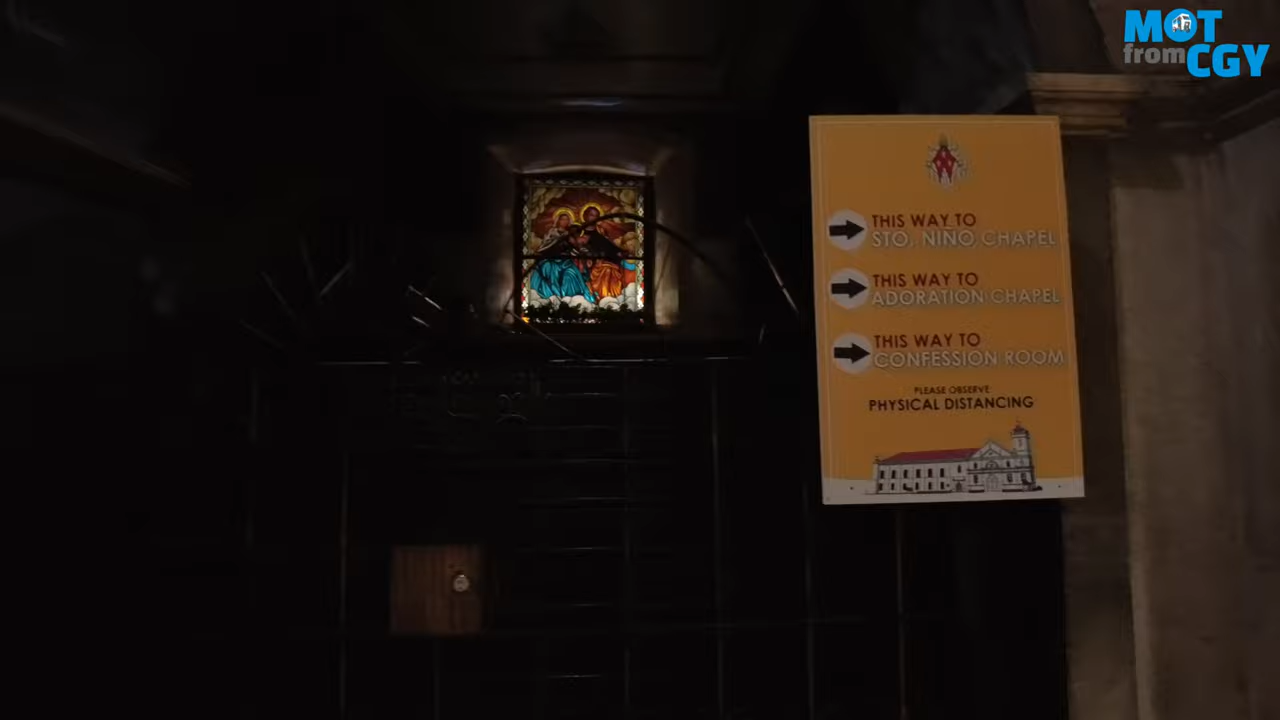 MOT
from CGY
THIS WAY TO
STO. NIÑO CHAPEL
THIS WAY TO
ADORATION CHAPEL
THIS WAY TO
CONFESSION ROOM
PLEASE OBSERVE
PHYSICAL DISTANCING